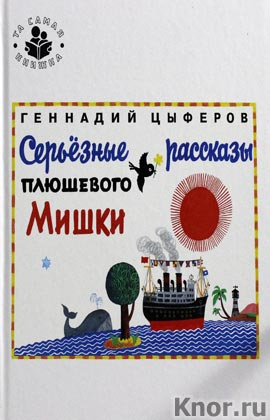 ТА САМАЯ
КНИЖКА
ГЕННАДИЙ ЦЫФЕРОВ
Серьёзные рассказы
ПЛЮШЕВОГО
Мишки
Knor.ru